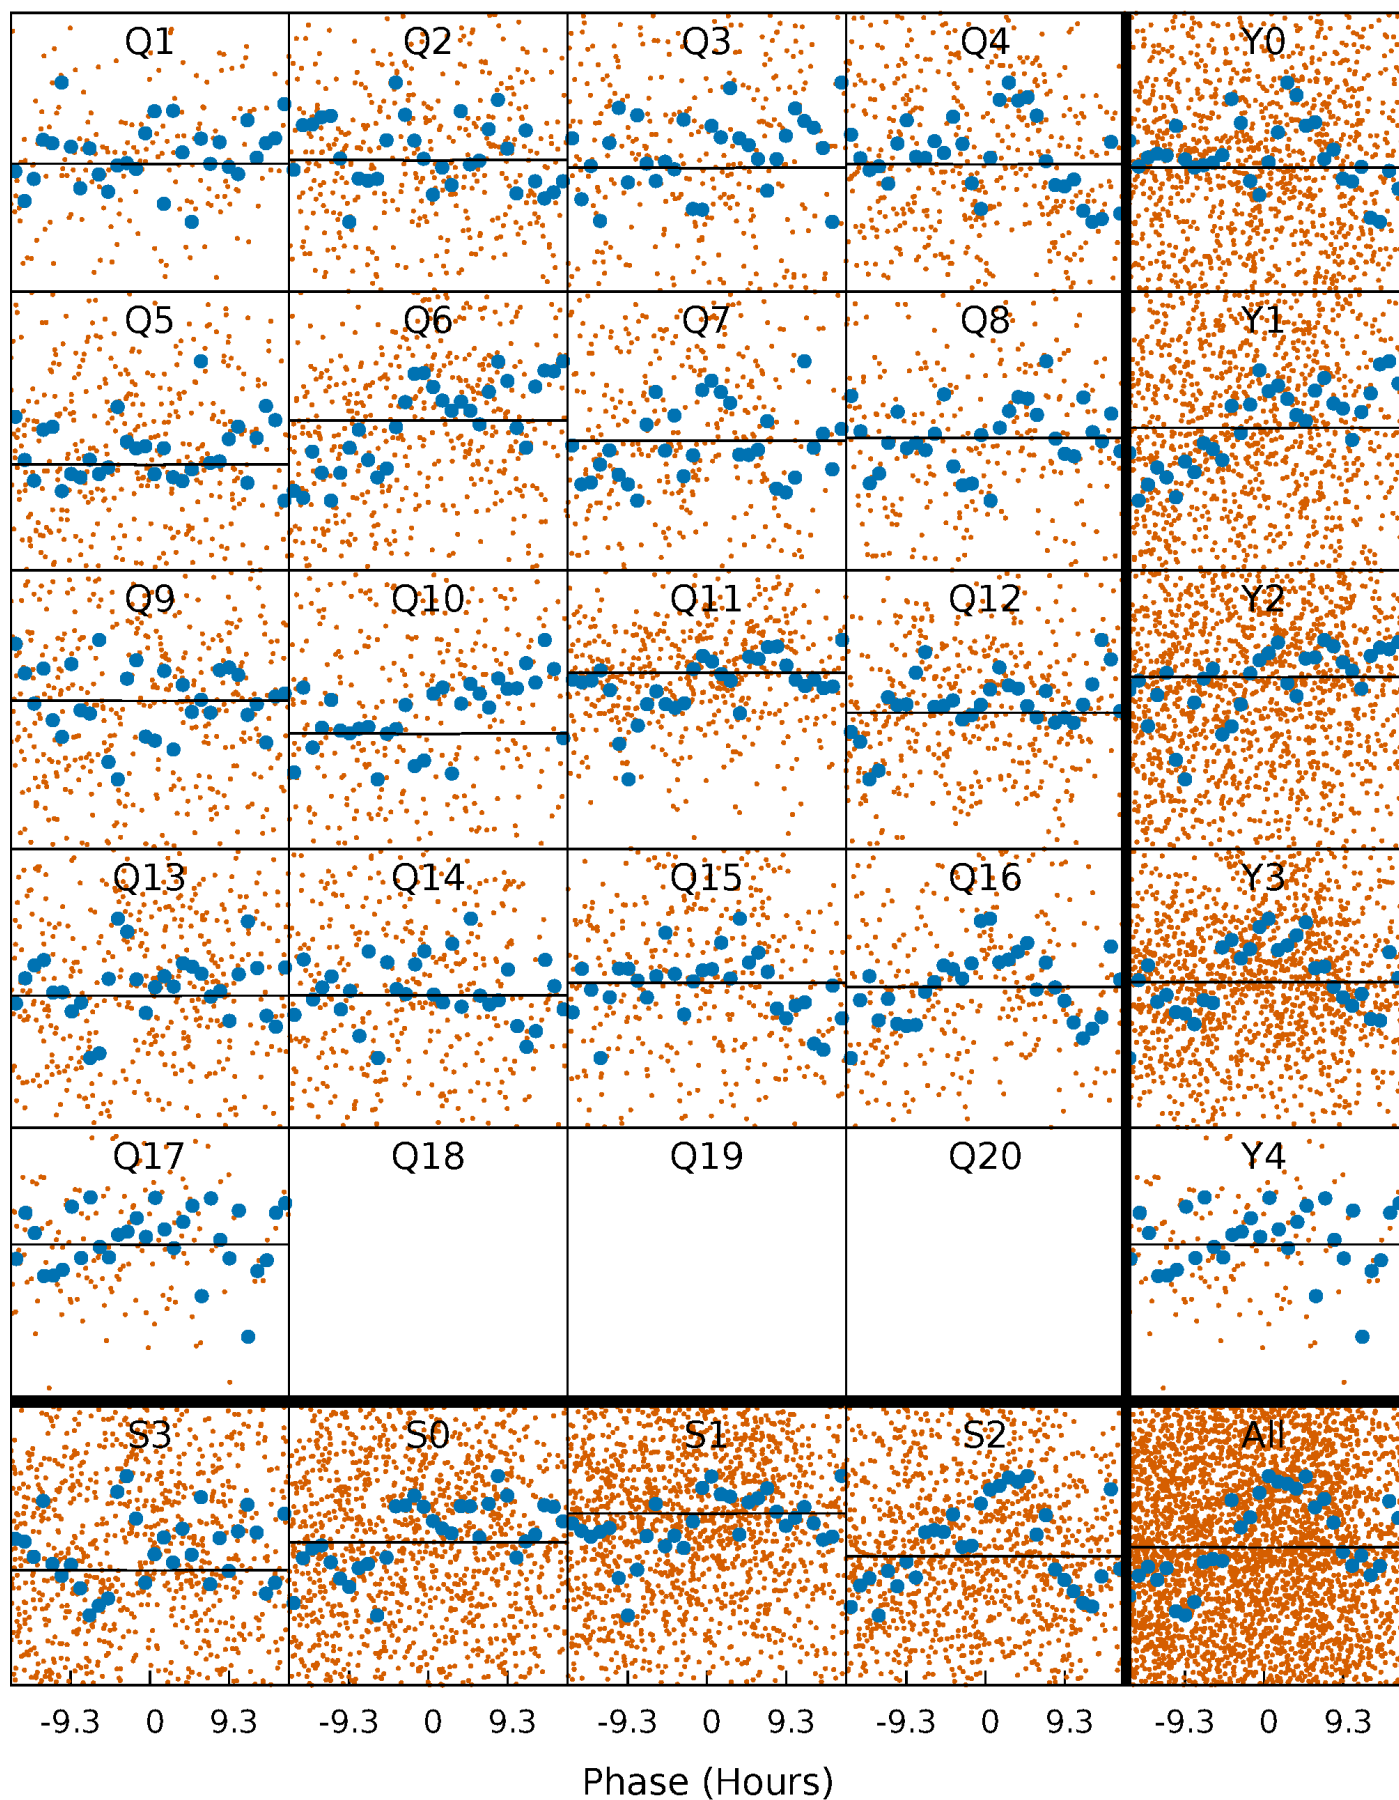 Q1 Q2 Q3 Q4 Y0
Q5 Q6 Q7 Q8 Y1
Q9 Q10 Q11 Q12 Y2
Q13 Q14 Q15 Q16 Y3
Q17 Q18 Q19 Q20 Y4
S3 S0 S1 S2 All
-9.3 0 9.3 -9.3 0 9.3 -9.3 0 9.3 -9.3 0 9.3 -9.3 0 9.3
Phase (Hours)